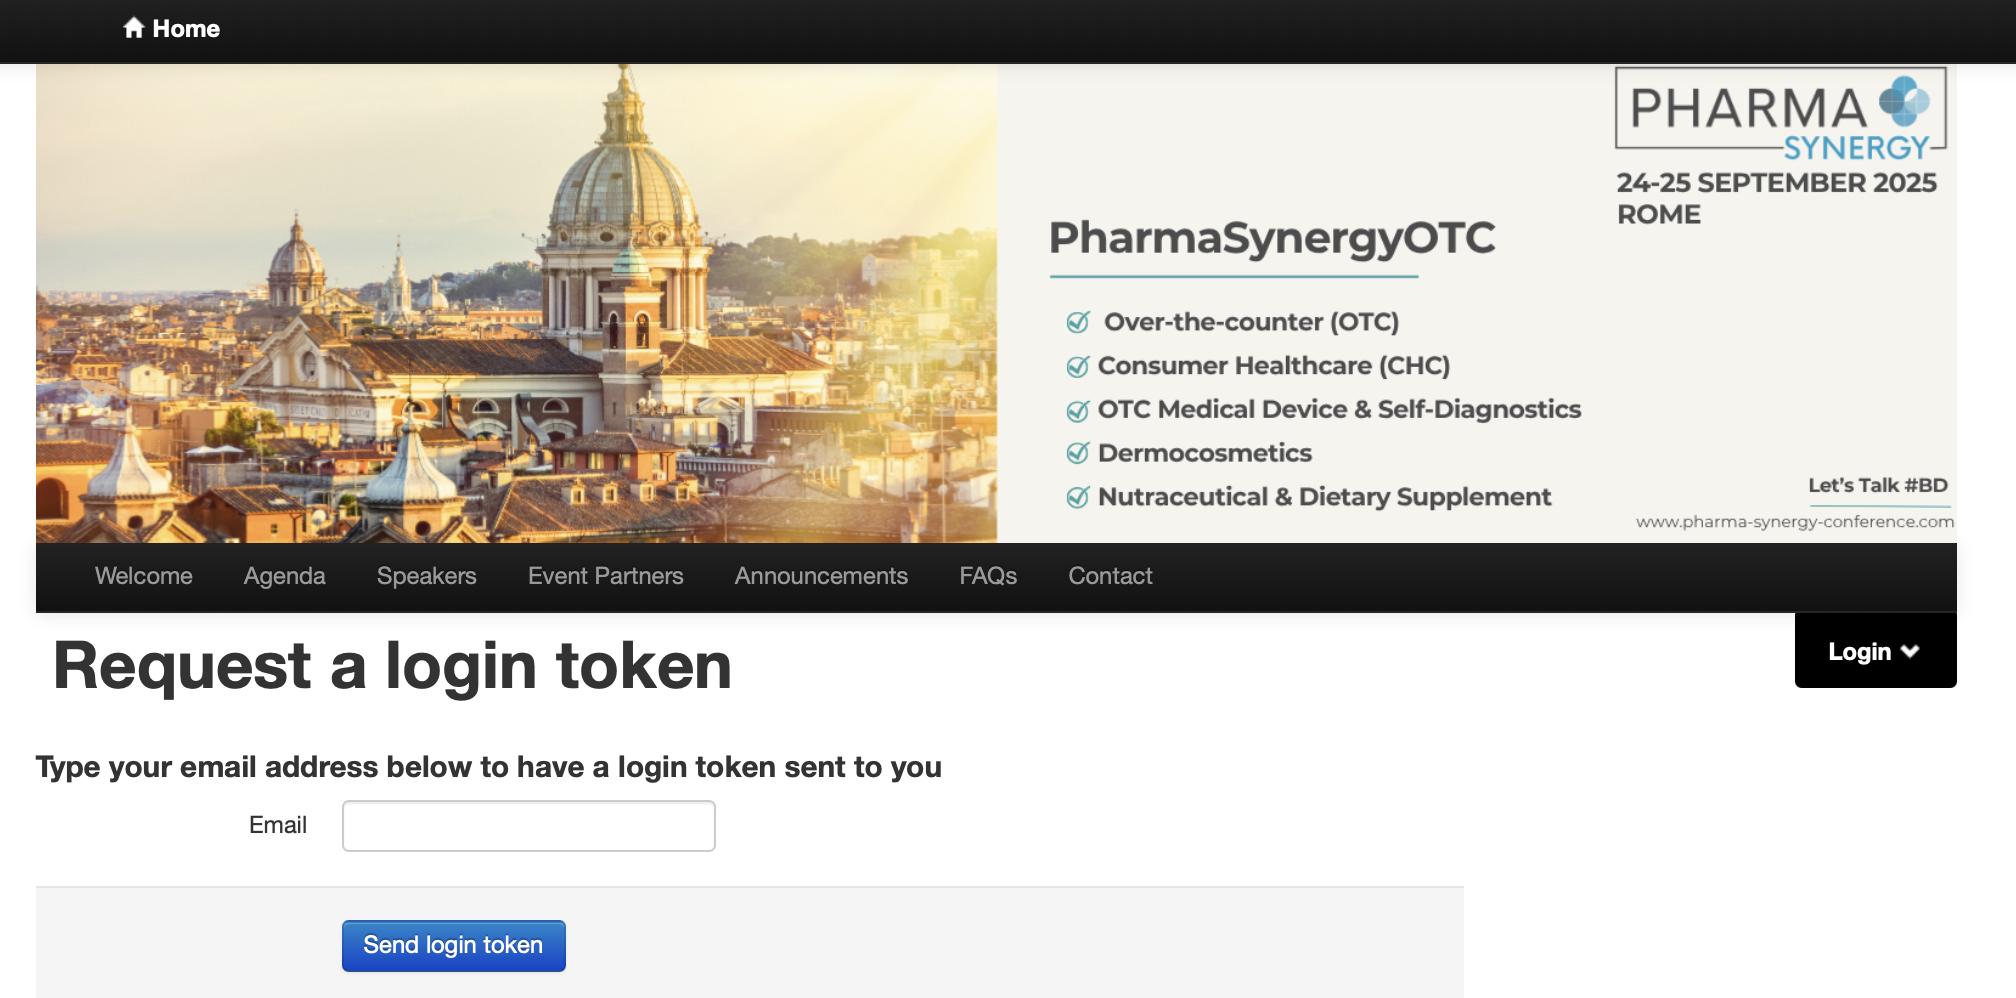 Home
PHARMA
SYNERGY
24-25 SEPTEMBER 2025
ROME
PharmaSynergyOTC
Over-the-counter (OTC)
Consumer Healthcare (CHC)
OTC Medical Device & Self-Diagnostics
Dermocosmetics
Nutraceutical & Dietary Supplement
Let's Talk #BD
www.pharma-synergy-conference.com
Welcome Agenda Speakers Event Partners Announcements FAQs Contact
Login
Request a login token
Type your email address below to have a login token sent to you
Email
Send login token